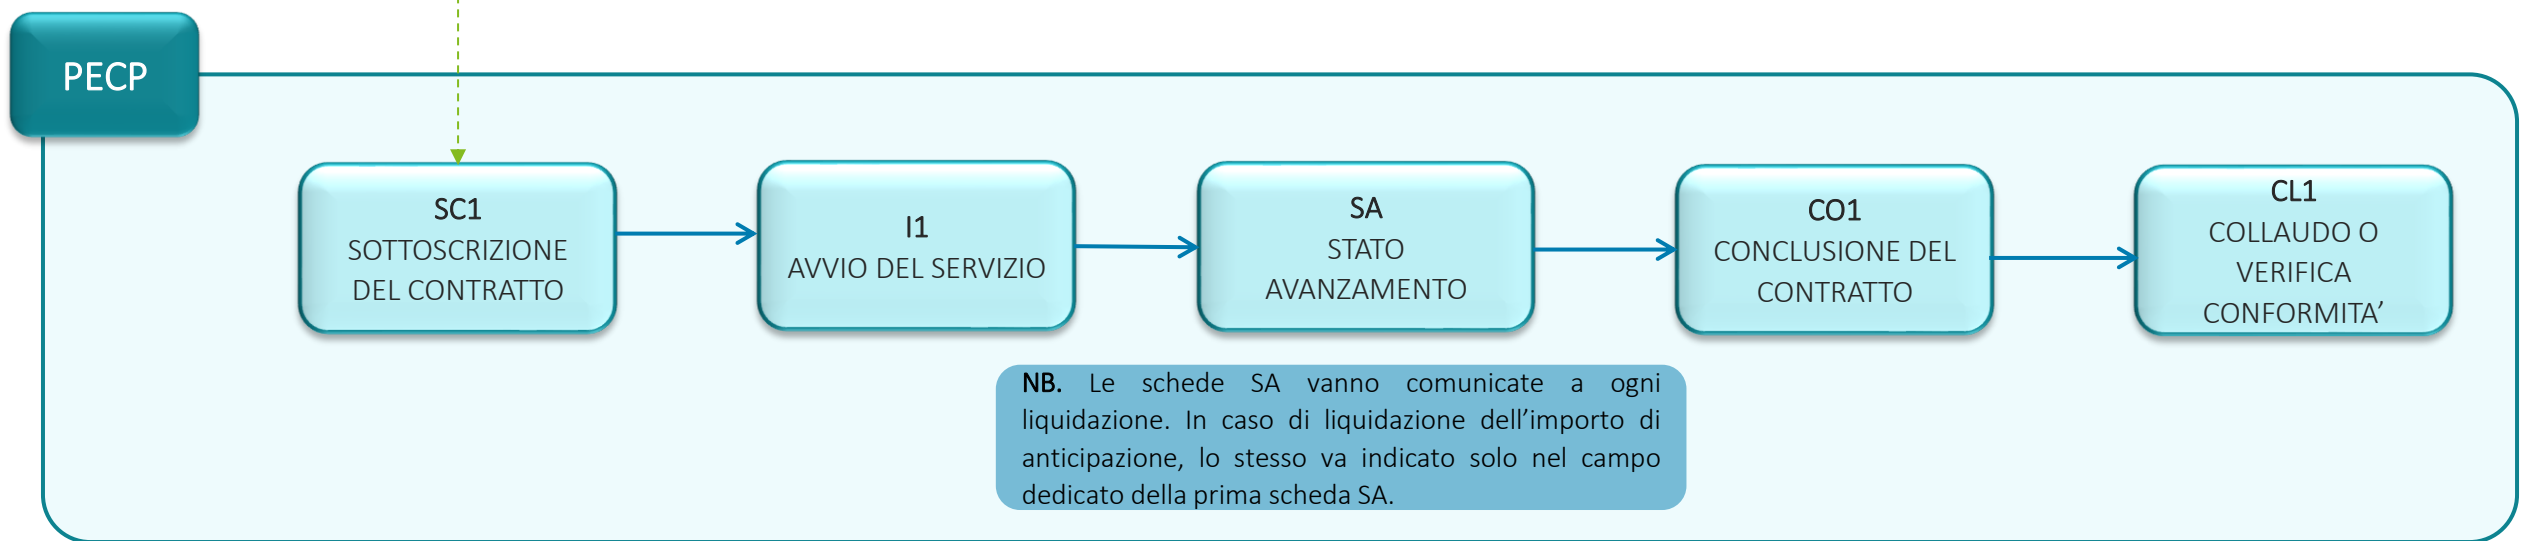 PECP
SC1
SOTTOSCRIZIONE
DEL CONTRATTO
I1
AVVIO DEL SERVIZIO
SA
STATO
AVANZAMENTO
CO1
CONCLUSIONE DEL
CONTRATTO
CL1
COLLAUDO O
VERIFICA
CONFORMITA’
NB. Le schede SA vanno comunicate a ogni
liquidazione. In caso di liquidazione dell’importo di
anticipazione, lo stesso va indicato solo nel campo
dedicato della prima scheda SA.